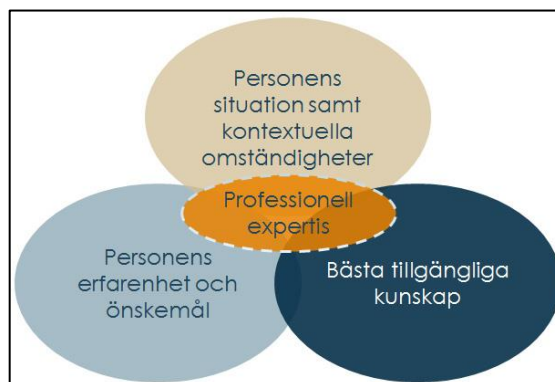 Personens
situation samt
kontextuella
omständigheter
Professionell
expertis
Personens
erfarenhet och
önskemål
Bästa tillgängliga
kunskap